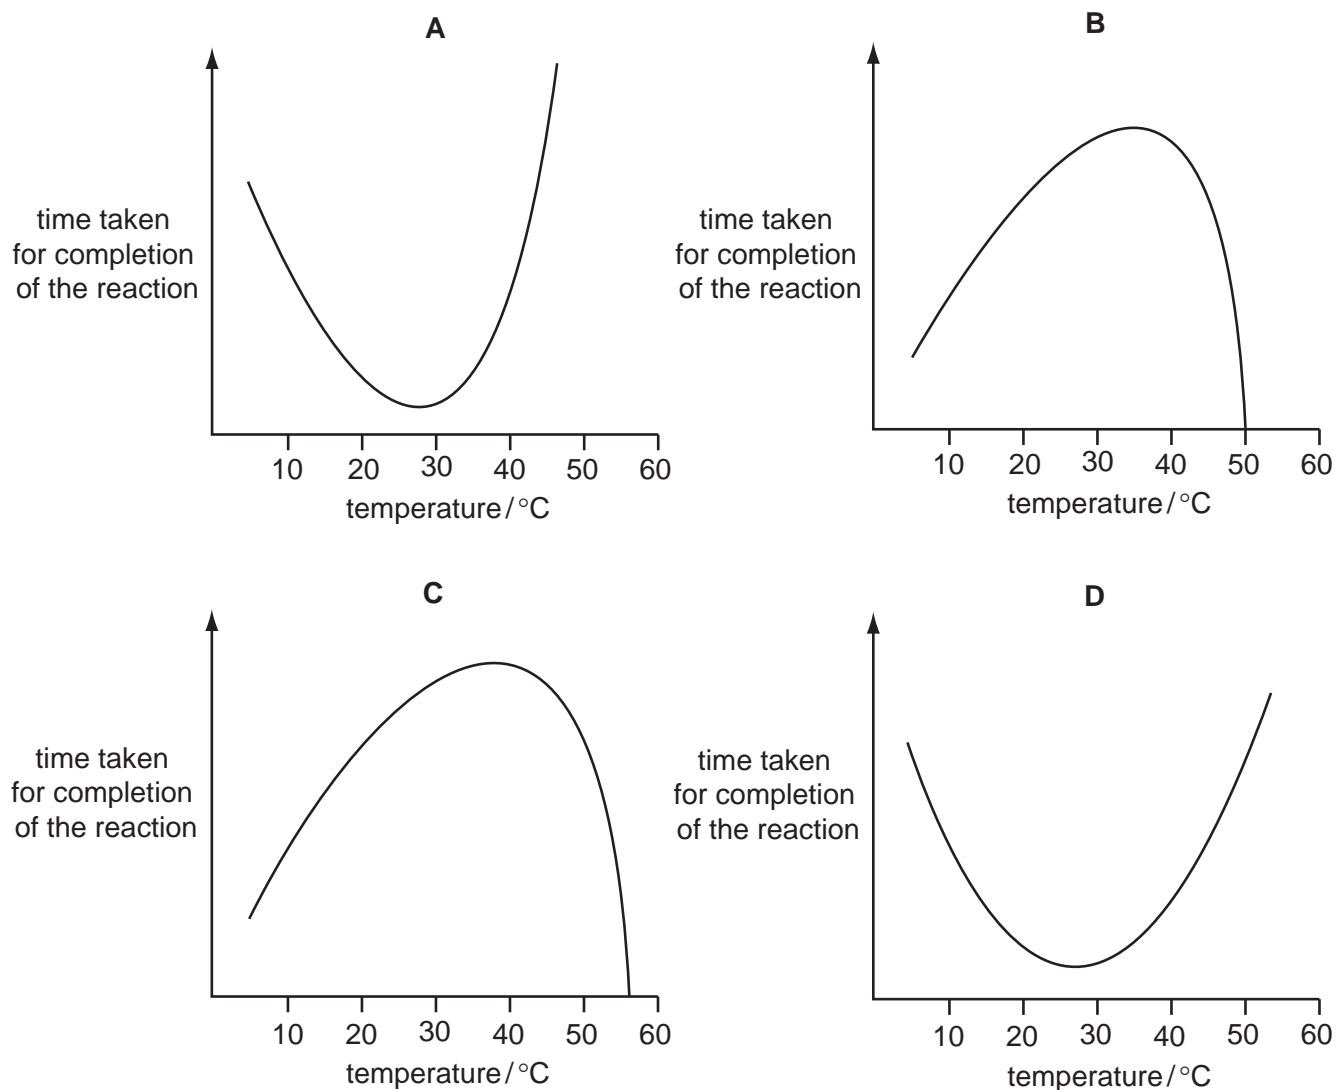 A
time taken
for completion
of the reaction
10 20 30 40 50 60
temperature / °C
B
time taken
for completion
of the reaction
10 20 30 40 50 60
temperature / °C
C
time taken
for completion
of the reaction
10 20 30 40 50 60
temperature / °C
D
time taken
for completion
of the reaction
10 20 30 40 50 60
temperature / °C